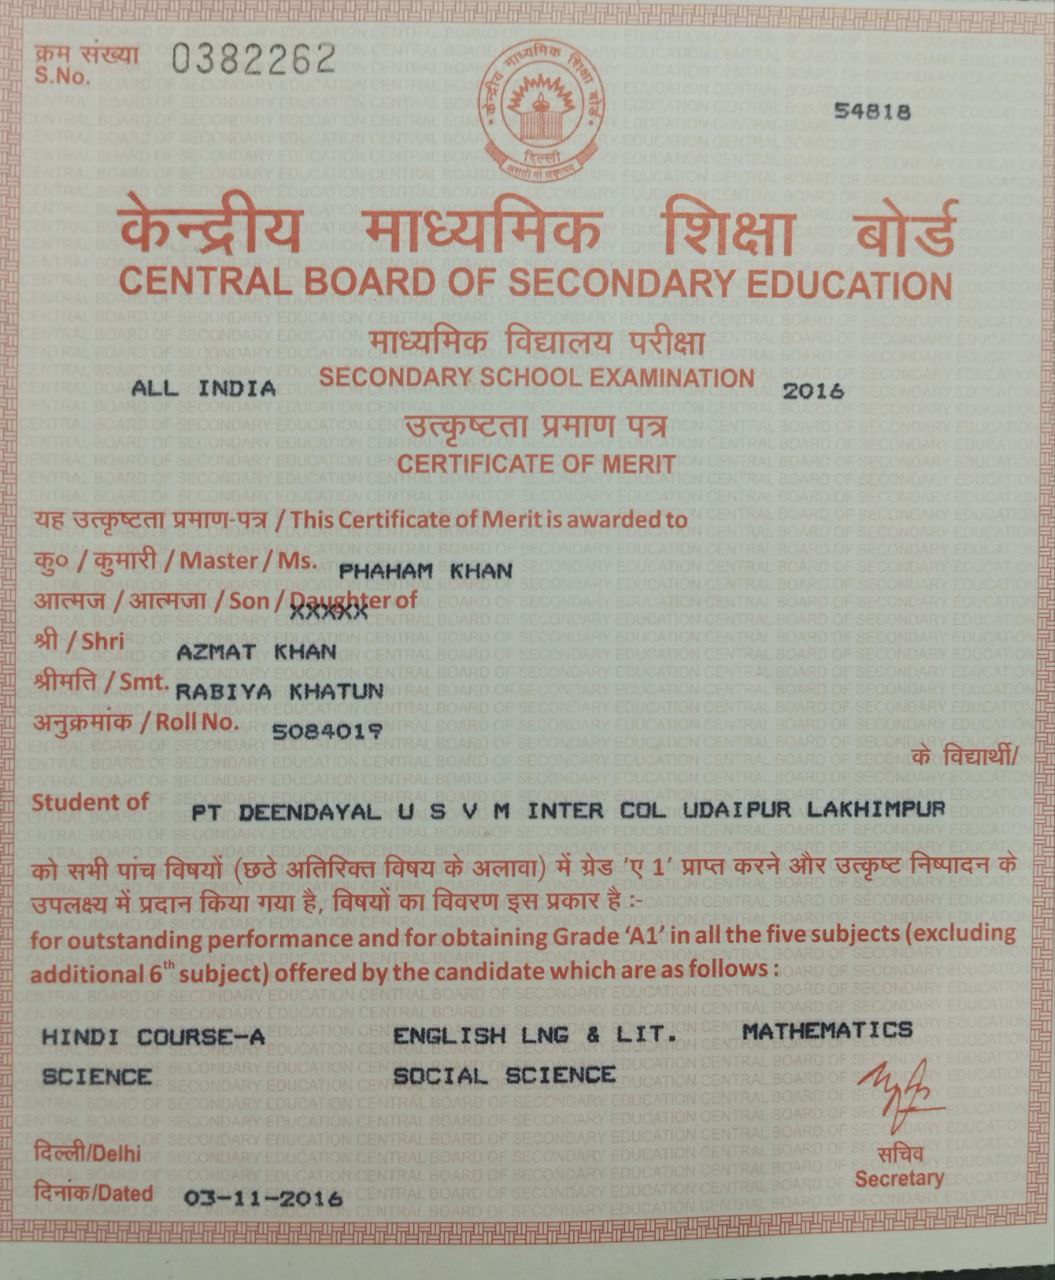 क्रम संख्या 0382262
S.No.
केन्द्रीय माध्यमिक शिक्षा बोर्ड
दिल्ली
असतो मा सद्गमय
54818
केन्द्रीय माध्यमिक शिक्षा बोर्ड
CENTRAL BOARD OF SECONDARY EDUCATION
माध्यमिक विद्यालय परीक्षा
ALL INDIA SECONDARY SCHOOL EXAMINATION 2016
उत्कृष्टता प्रमाण पत्र
CERTIFICATE OF MERIT
यह उत्कृष्टता प्रमाण-पत्र / This Certificate of Merit is awarded to
कु० / कुमारी / Master / Ms. PHAHAM KHAN
आत्मज / आत्मजा / Son / Daughter of
XXXXX
श्री / Shri AZMAT KHAN
श्रीमति / Smt. RABIYA KHATUN
अनुक्रमांक / Roll No. 5084019
के विद्यार्थी/
Student of PT DEENDAYAL U S V M INTER COL UDAIPUR LAKHIMPUR
को सभी पांच विषयों (छठे अतिरिक्त विषय के अलावा) में ग्रेड 'ए 1' प्राप्त करने और उत्कृष्ट निष्पादन के
उपलक्ष्य में प्रदान किया गया है, विषयों का विवरण इस प्रकार है :-
for outstanding performance and for obtaining Grade 'A1' in all the five subjects (excluding
additional 6th subject) offered by the candidate which are as follows :
HINDI COURSE-A ENGLISH LNG & LIT. MATHEMATICS
SCIENCE SOCIAL SCIENCE
दिल्ली/Delhi
सचिव
Secretary
दिनांक/Dated 03-11-2016